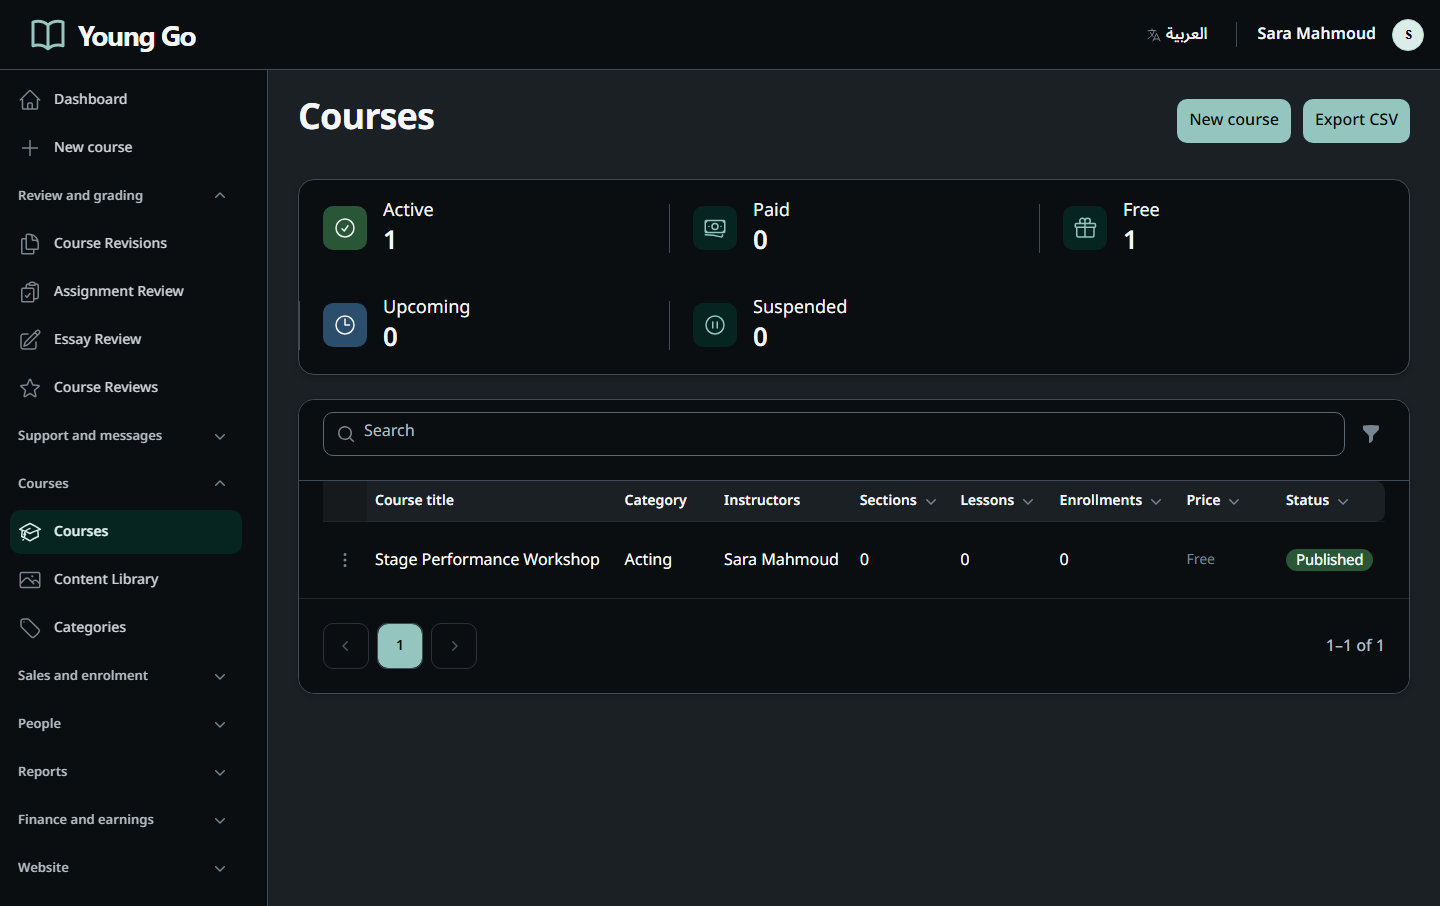 Young Go
العربية
Sara Mahmoud
S
Dashboard
New course
Review and grading
Course Revisions
Assignment Review
Essay Review
Course Reviews
Support and messages
Courses
Courses
Content Library
Categories
Sales and enrolment
People
Reports
Finance and earnings
Website
Courses
New course
Export CSV
Active
1
Paid
0
Free
1
Upcoming
0
Suspended
0
Search
Course title Category Instructors Sections Lessons Enrollments Price Status
Stage Performance Workshop Acting Sara Mahmoud 0 0 0 Free Published
1
1–1 of 1